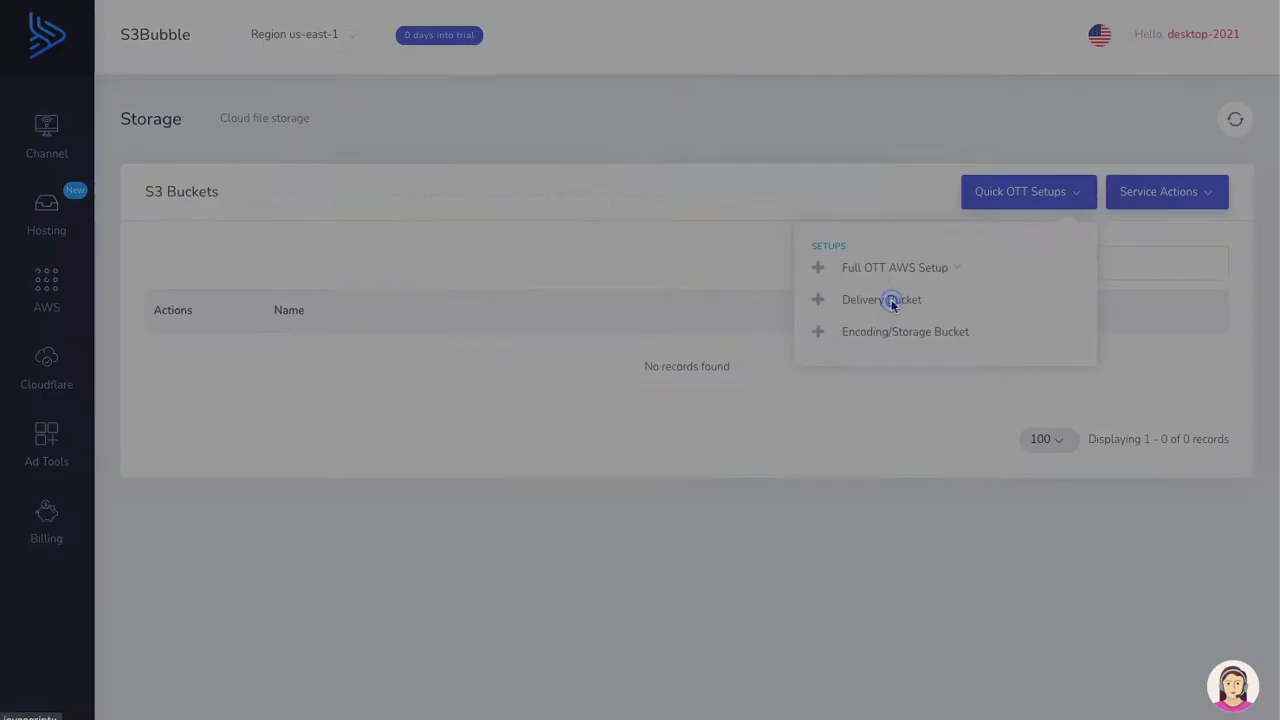 S3Bubble
Region us-east-1
0 days into trial
Hello, desktop-2021
Channel
New
Hosting
AWS
Cloudflare
Ad Tools
Billing
Storage
Cloud file storage
S3 Buckets
Quick OTT Setups
Service Actions
SETUPS
Full OTT AWS Setup
Delivery Bucket
Encoding/Storage Bucket
Actions
Name
No records found
100
Displaying 1 - 0 of 0 records